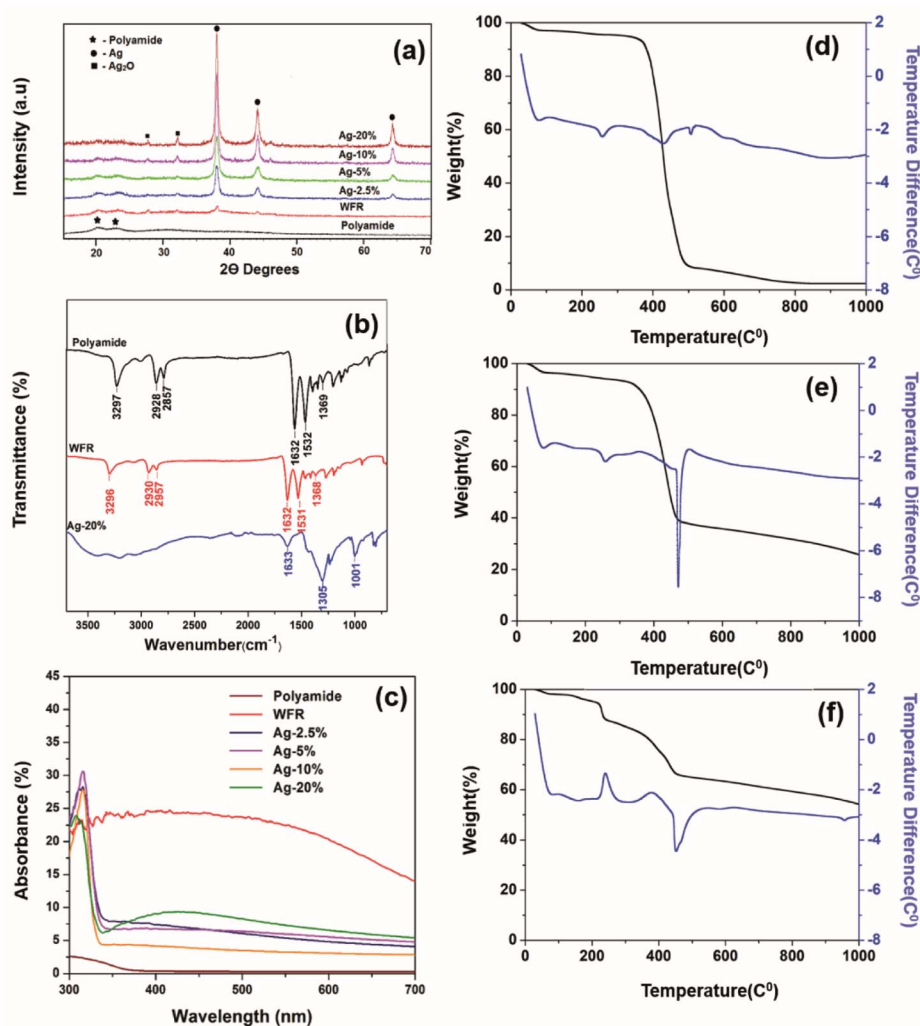 (a)
★ - Polyamide
● - Ag
■ - Ag₂O
Ag-20%
Ag-10%
Ag-5%
Ag-2.5%
WFR
Polyamide
Intensity (a.u)
20 30 40 50 60 70
2Θ Degrees
(b)
Polyamide
3297
2928
2857
1632
1532
1369
WFR
3296
2930
2957
1632
1531
1368
Ag-20%
1633
1305
1001
Transmittance (%)
3500 3000 2500 2000 1500 1000
Wavenumber(cm⁻¹)
(c)
Polyamide
WFR
Ag-2.5%
Ag-5%
Ag-10%
Ag-20%
45
40
35
30
25
20
15
10
5
0
Absorbance (%)
300 400 500 600 700
Wavelength (nm)
(d)
100
80
60
40
20
0
Weight(%)
2
0
-2
-4
-6
-8
Temperature Difference(C⁰)
0 200 400 600 800 1000
Temperature(C⁰)
(e)
100
80
60
40
20
0
Weight(%)
2
0
-2
-4
-6
-8
Temperature Difference(C⁰)
0 200 400 600 800 1000
Temperature(C⁰)
(f)
100
80
60
40
20
0
Weight(%)
2
0
-2
-4
-6
-8
Temperature Difference(C⁰)
0 200 400 600 800 1000
Temperature(C⁰)